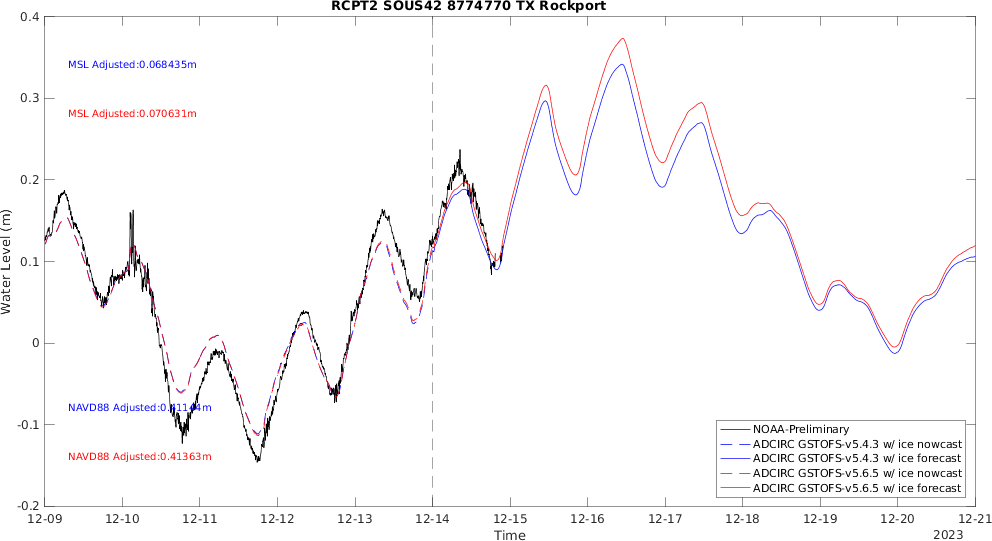 RCPT2 SOUS42 8774770 TX Rockport
0.4
0.3
0.2
0.1
0
-0.1
-0.2
Water Level (m)
MSL Adjusted:0.068435m
MSL Adjusted:0.070631m
NAVD88 Adjusted:0.41144m
NAVD88 Adjusted:0.41363m
NOAA-Preliminary
ADCIRC GSTOFS-v5.4.3 w/ ice nowcast
ADCIRC GSTOFS-v5.4.3 w/ ice forecast
ADCIRC GSTOFS-v5.6.5 w/ ice nowcast
ADCIRC GSTOFS-v5.6.5 w/ ice forecast
12-09 12-10 12-11 12-12 12-13 12-14 12-15 12-16 12-17 12-18 12-19 12-20 12-21
Time
2023